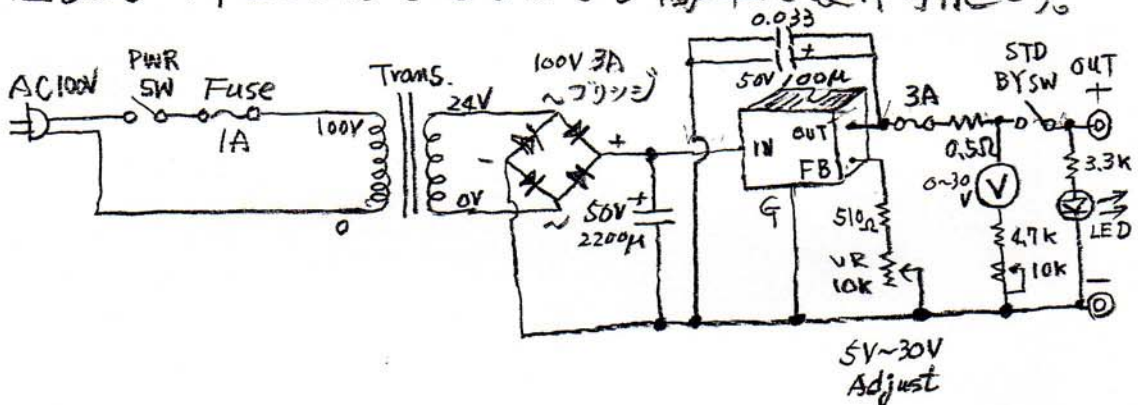 0.033
AC100V
PWR
SW
Fuse
1A
Trans.
100V
0
24V
0V
100V 3A
~ブリッジ
-
+
~
50V +
2200μ
+
50V 100μ
IN
OUT
FB
G
510Ω
VR
10K
3A
0.5Ω
0~30
V
V
4.7K
10K
STD
BY SW
OUT
+
3.3K
LED
-
5V~30V
Adjust